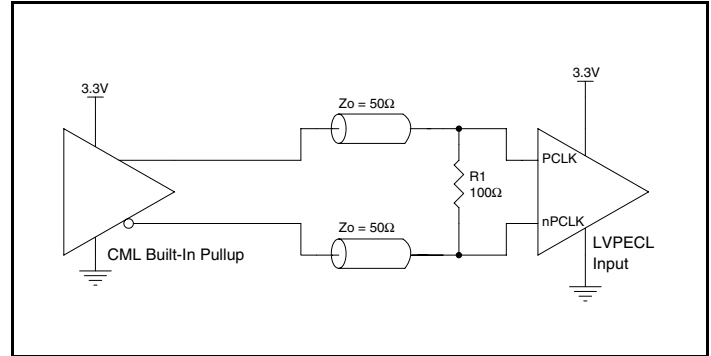 3.3V
3.3V
Zo = 50Ω
PCLK
R1
100Ω
Zo = 50Ω
nPCLK
CML Built-In Pullup
LVPECL
Input